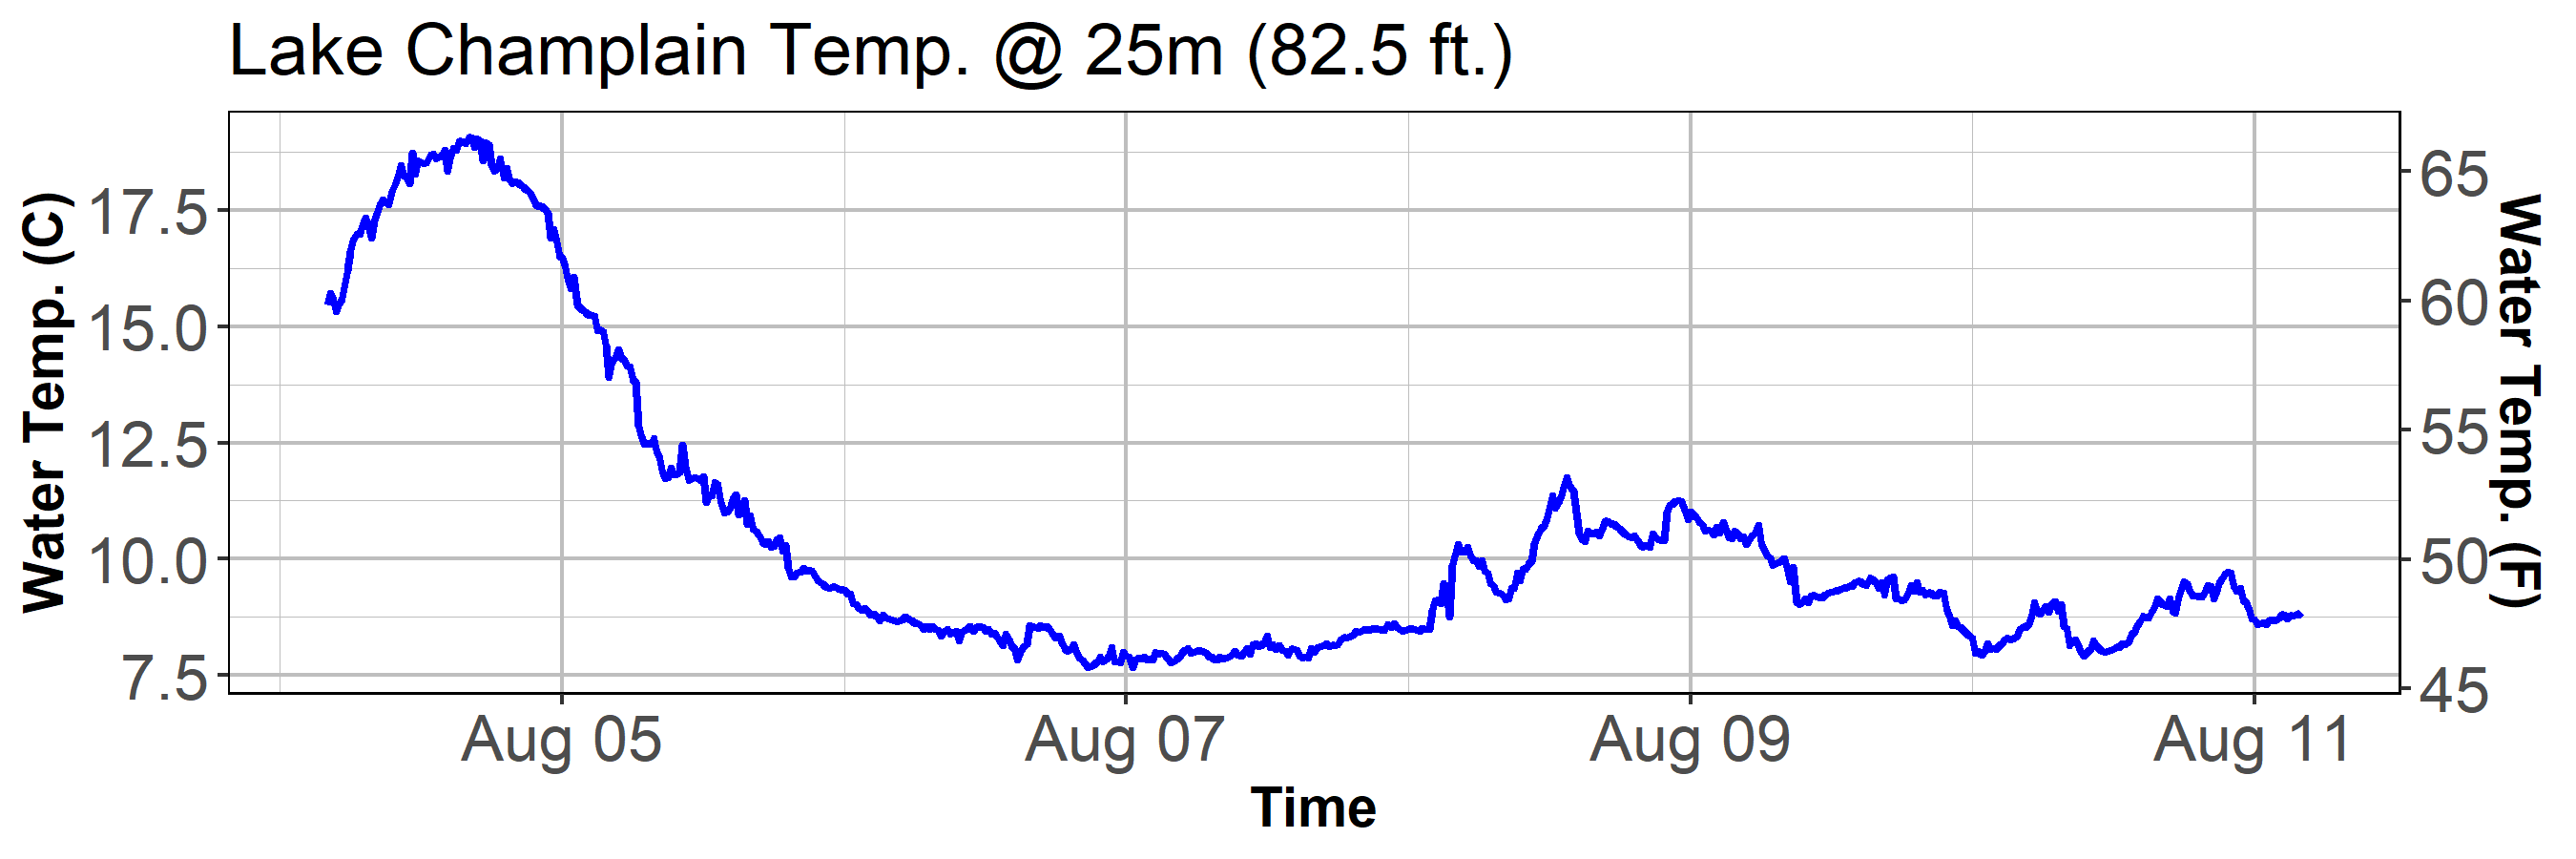 Lake Champlain Temp. @ 25m (82.5 ft.)
Water Temp. (C)
17.5
15.0
12.5
10.0
7.5
65
60
55
50
45
Water Temp. (F)
Aug 05
Aug 07
Aug 09
Aug 11
Time